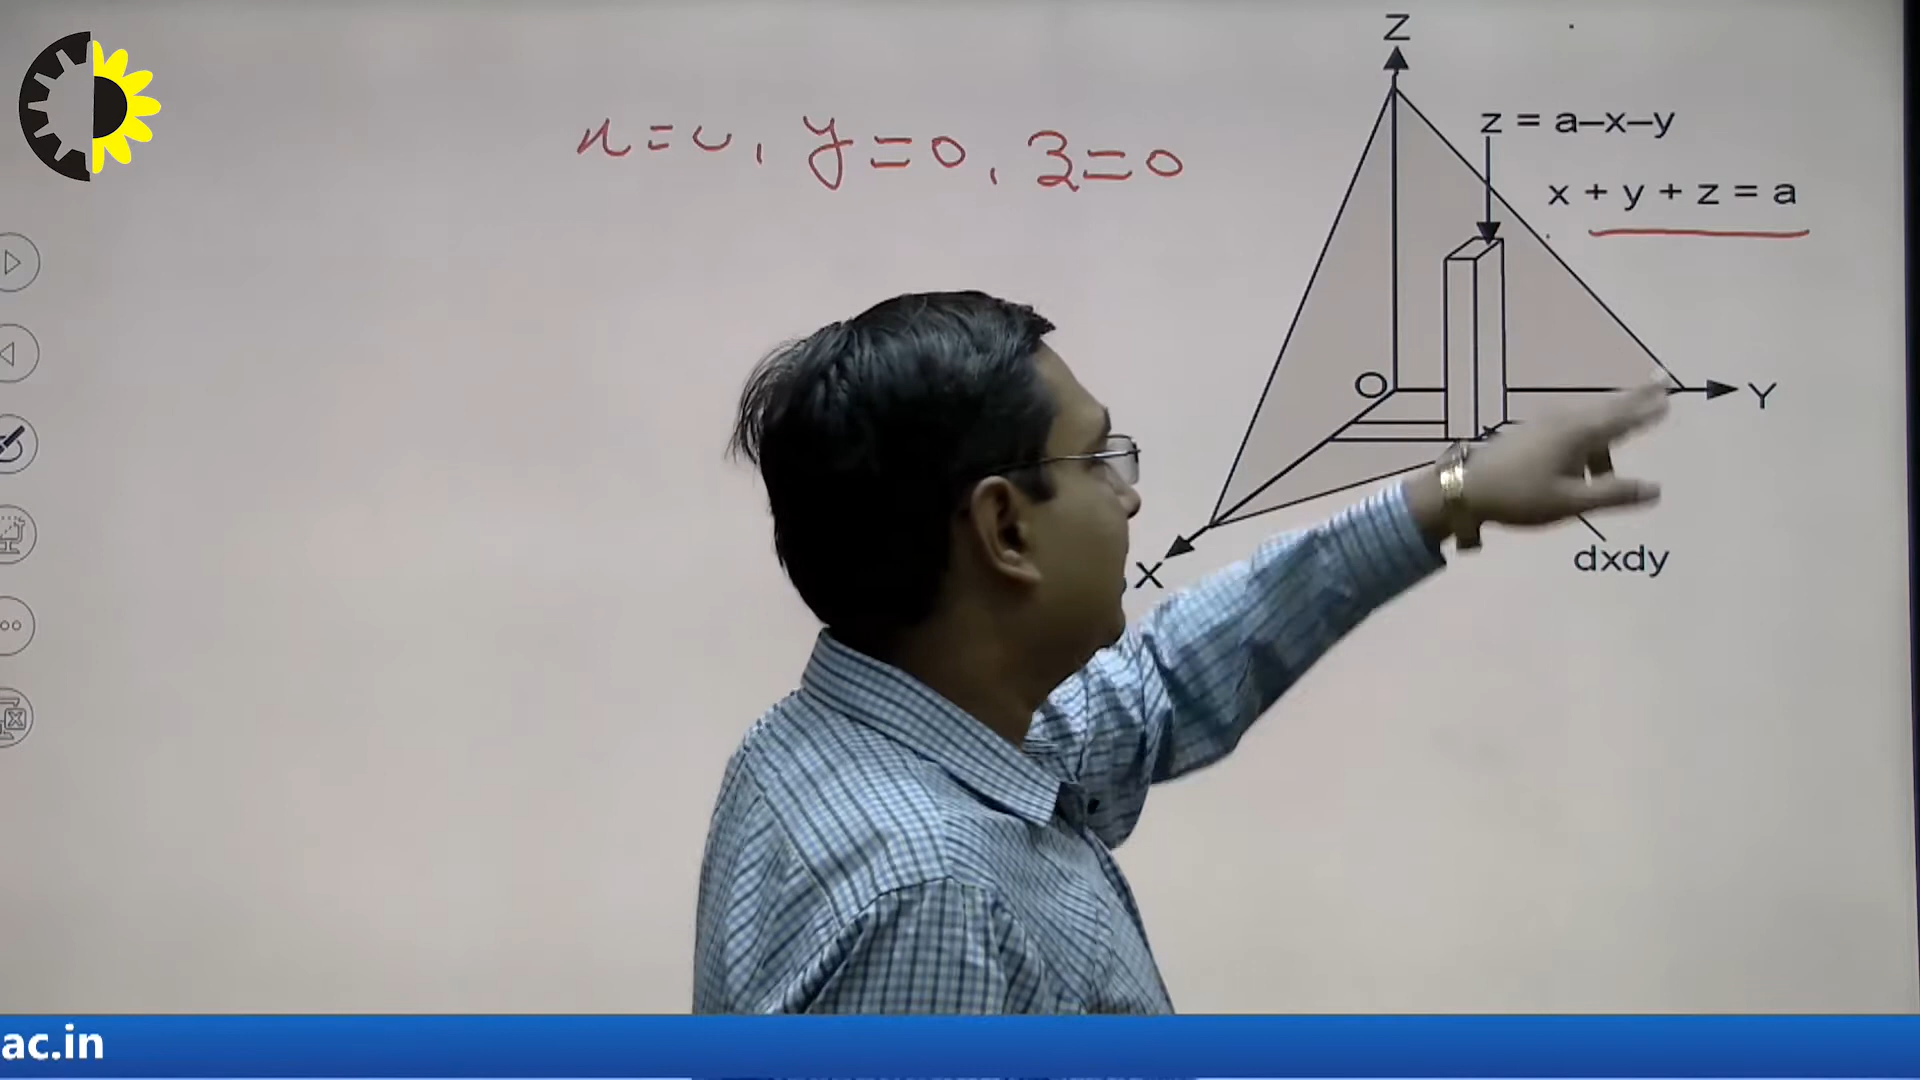 Z
z = a–x–y
x=0, y=0, z=0
x + y + z = a
O
Y
X
dxdy
ac.in